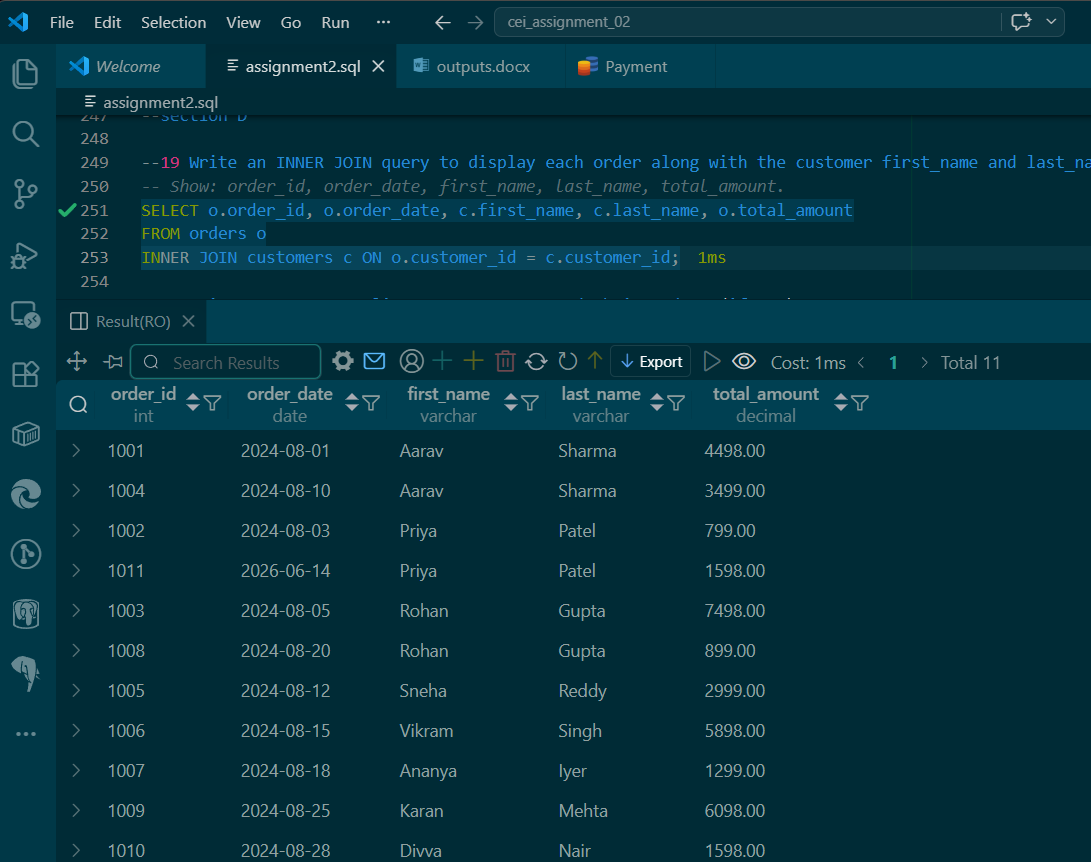 File Edit Selection View Go Run ··· cei_assignment_02
Welcome assignment2.sql outputs.docx Payment
assignment2.sql
247 --section D
248
249 --19 Write an INNER JOIN query to display each order along with the customer first_name and last_na
250 -- Show: order_id, order_date, first_name, last_name, total_amount.
251 SELECT o.order_id, o.order_date, c.first_name, c.last_name, o.total_amount
252 FROM orders o
253 INNER JOIN customers c ON o.customer_id = c.customer_id; 1ms
254
Result(RO)
Search Results Export Cost: 1ms 1 Total 11
order_id order_date first_name last_name total_amount
int date varchar varchar decimal
1001 2024-08-01 Aarav Sharma 4498.00
1004 2024-08-10 Aarav Sharma 3499.00
1002 2024-08-03 Priya Patel 799.00
1011 2026-06-14 Priya Patel 1598.00
1003 2024-08-05 Rohan Gupta 7498.00
1008 2024-08-20 Rohan Gupta 899.00
1005 2024-08-12 Sneha Reddy 2999.00
1006 2024-08-15 Vikram Singh 5898.00
1007 2024-08-18 Ananya Iyer 1299.00
1009 2024-08-25 Karan Mehta 6098.00
1010 2024-08-28 Divya Nair 1598.00